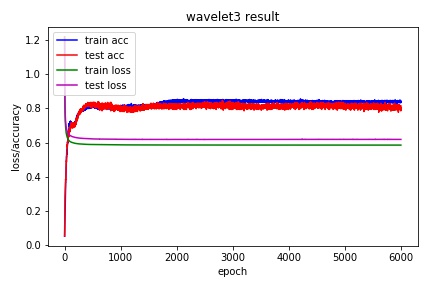 wavelet3 result
train acc
test acc
train loss
test loss
loss/accuracy
1.2
1.0
0.8
0.6
0.4
0.2
0.0
0 1000 2000 3000 4000 5000 6000
epoch